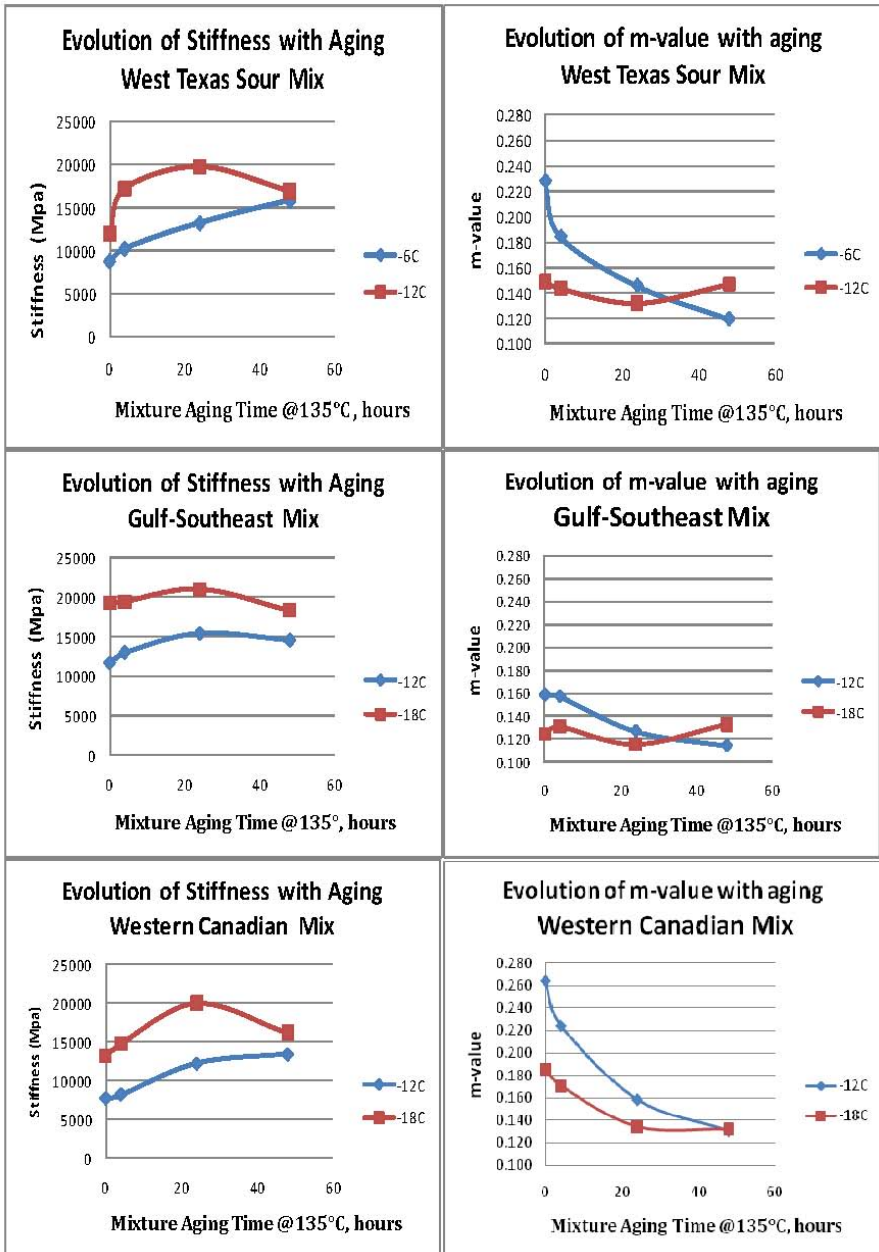 Evolution of Stiffness with Aging
West Texas Sour Mix
25000
20000
15000
10000
5000
0
Stiffness (Mpa)
-6C
-12C
0 20 40 60
Mixture Aging Time @135°C, hours
Evolution of m-value with aging
West Texas Sour Mix
0.280
0.260
0.240
0.220
0.200
0.180
0.160
0.140
0.120
0.100
m-value
-6C
-12C
0 20 40 60
Mixture Aging Time @135°C, hours
Evolution of Stiffness with Aging
Gulf-Southeast Mix
25000
20000
15000
10000
5000
0
Stiffness (Mpa)
-12C
-18C
0 20 40 60
Mixture Aging Time @135°, hours
Evolution of m-value with aging
Gulf-Southeast Mix
0.280
0.260
0.240
0.220
0.200
0.180
0.160
0.140
0.120
0.100
m-value
-12C
-18C
0 20 40 60
Mixture Aging Time @135°C, hours
Evolution of Stiffness with Aging
Western Canadian Mix
25000
20000
15000
10000
5000
0
Stiffness (Mpa)
-12C
-18C
0 20 40 60
Mixture Aging Time @135°C, hours
Evolution of m-value with aging
Western Canadian Mix
0.280
0.260
0.240
0.220
0.200
0.180
0.160
0.140
0.120
0.100
m-value
-12C
-18C
0 20 40 60
Mixture Aging Time @135°C, hours